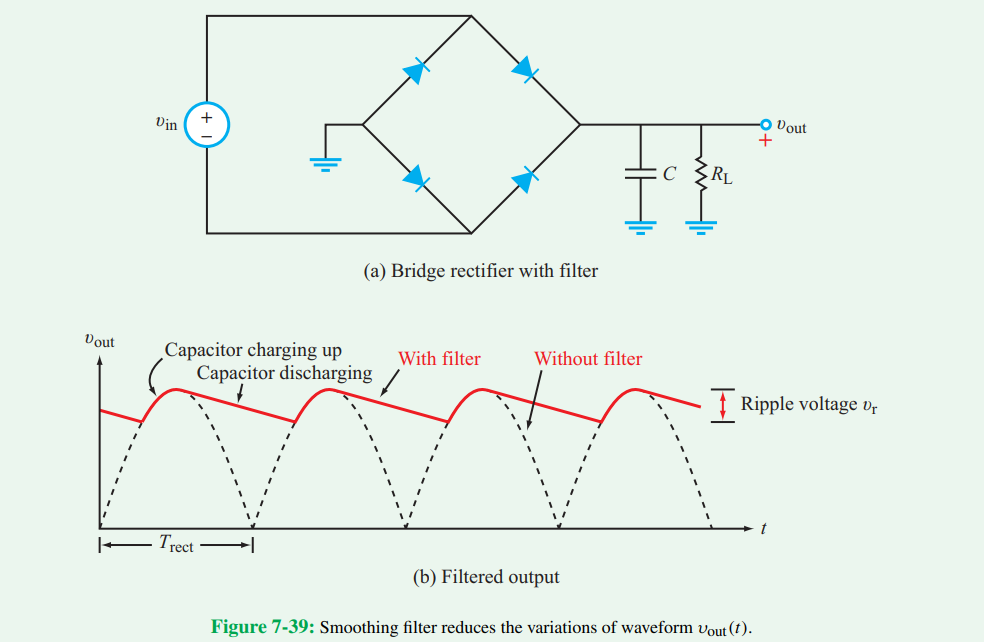 υin
+
−
υout
+
C
RL
(a) Bridge rectifier with filter
υout
Capacitor charging up
Capacitor discharging
With filter
Without filter
Ripple voltage υr
t
Trect
(b) Filtered output
Figure 7-39: Smoothing filter reduces the variations of waveform υout(t).